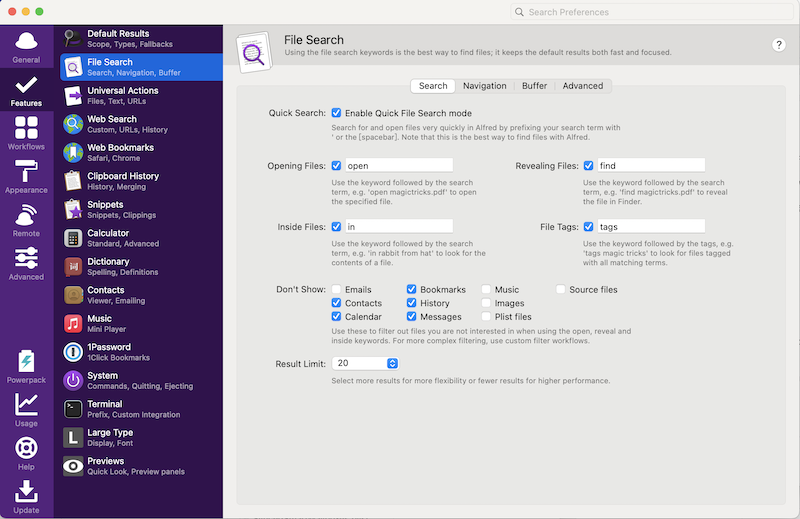 Search Preferences
General
Features
Workflows
Appearance
Remote
Advanced
Powerpack
Usage
Help
Update
Default Results
Scope, Types, Fallbacks
File Search
Search, Navigation, Buffer
Universal Actions
Files, Text, URLs
Web Search
Custom, URLs, History
Web Bookmarks
Safari, Chrome
Clipboard History
History, Merging
Snippets
Snippets, Clippings
Calculator
Standard, Advanced
Dictionary
Spelling, Definitions
Contacts
Viewer, Emailing
Music
Mini Player
1Password
1Click Bookmarks
System
Commands, Quitting, Ejecting
Terminal
Prefix, Custom Integration
Large Type
Display, Font
Previews
Quick Look, Preview panels
File Search
Using the file search keywords is the best way to find files; it keeps the default results both fast and focused.
?
Search Navigation Buffer Advanced
Quick Search: Enable Quick File Search mode
Search for and open files very quickly in Alfred by prefixing your search term with
' or the [spacebar]. Note that this is the best way to find files with Alfred.
Opening Files: open
Use the keyword followed by the search
term, e.g. 'open magictricks.pdf' to open
the specified file.
Revealing Files: find
Use the keyword followed by the search
term, e.g. 'find magictricks.pdf' to reveal
the file in Finder.
Inside Files: in
Use the keyword followed by the search
term, e.g. 'in rabbit from hat' to look for the
contents of a file.
File Tags: tags
Use the keyword followed by the tags, e.g.
'tags magic tricks' to look for files tagged
with all matching terms.
Don't Show: Emails Bookmarks Music Source files
Contacts History Images
Calendar Messages Plist files
Use these to filter out files you are not interested in when using the open, reveal and
inside keywords. For more complex filtering, use custom filter workflows.
Result Limit: 20
Select more results for more flexibility or fewer results for higher performance.